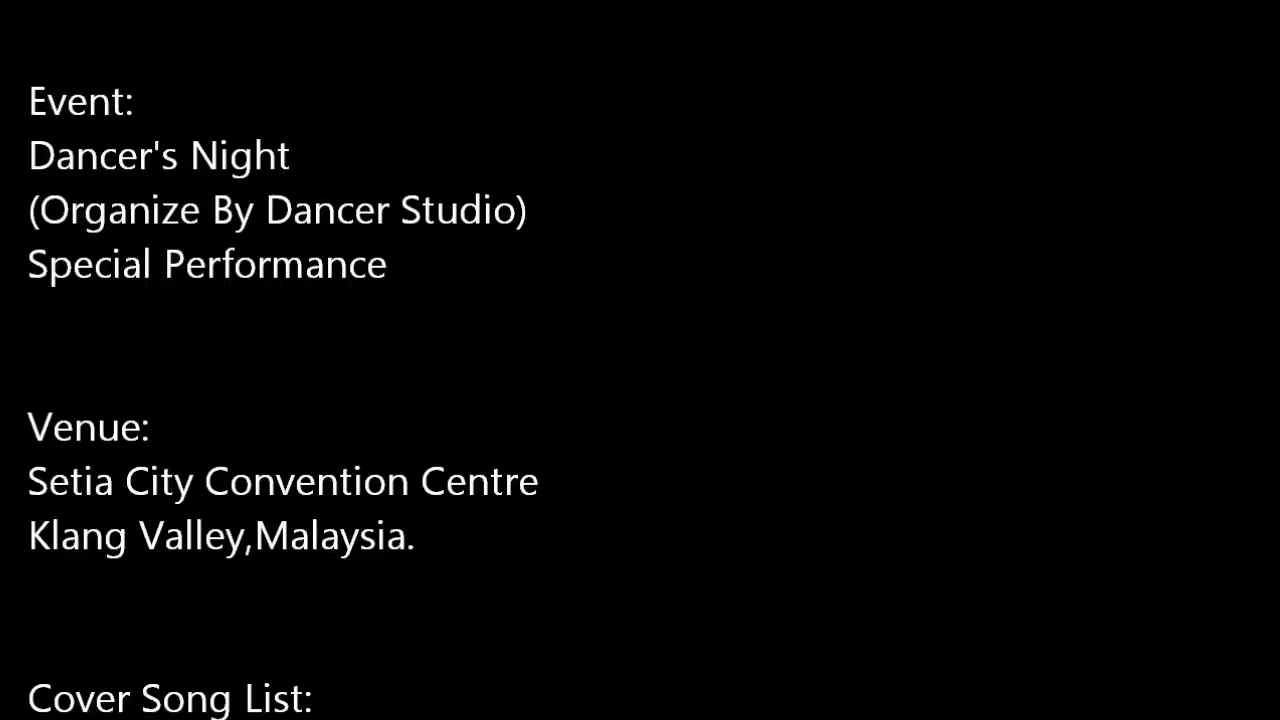 Event:
Dancer's Night
(Organize By Dancer Studio)
Special Performance
Venue:
Setia City Convention Centre
Klang Valley,Malaysia.
Cover Song List: